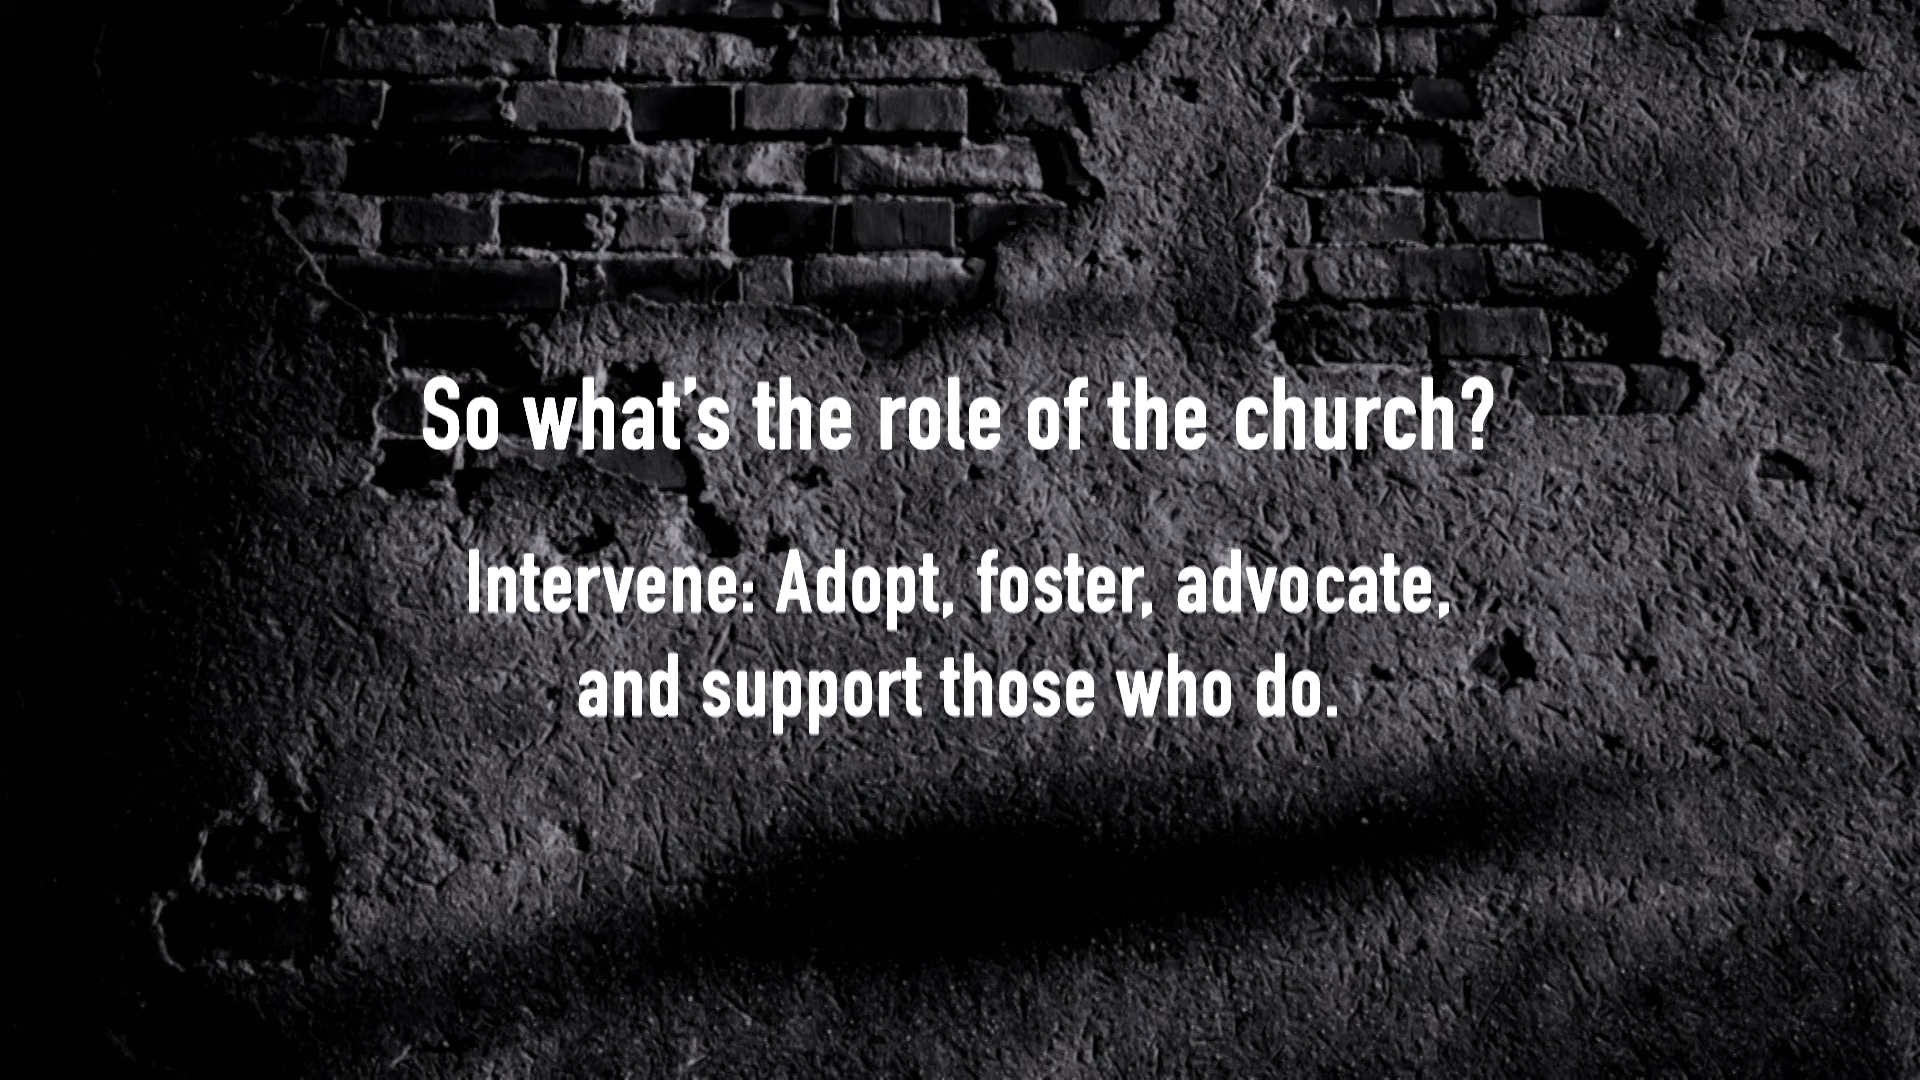 So what's the role of the church?
Intervene: Adopt, foster, advocate,
and support those who do.